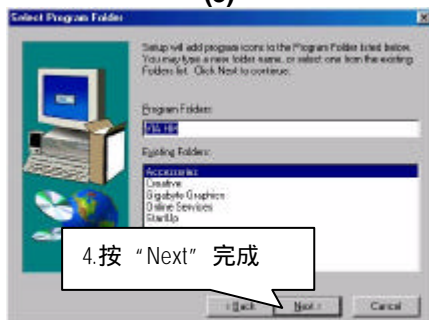 (3)
Select Program Folder
Setup will add program icons to the Program Folder listed below.
You may type a new folder name, or select one from the existing
Folders list. Click Next to continue.
Program Folders:
Existing Folders:
Accessories
Creative
Gigabyte Graphics
Online Services
StartUp
4.按 “Next” 完成
< Back
Next >
Cancel